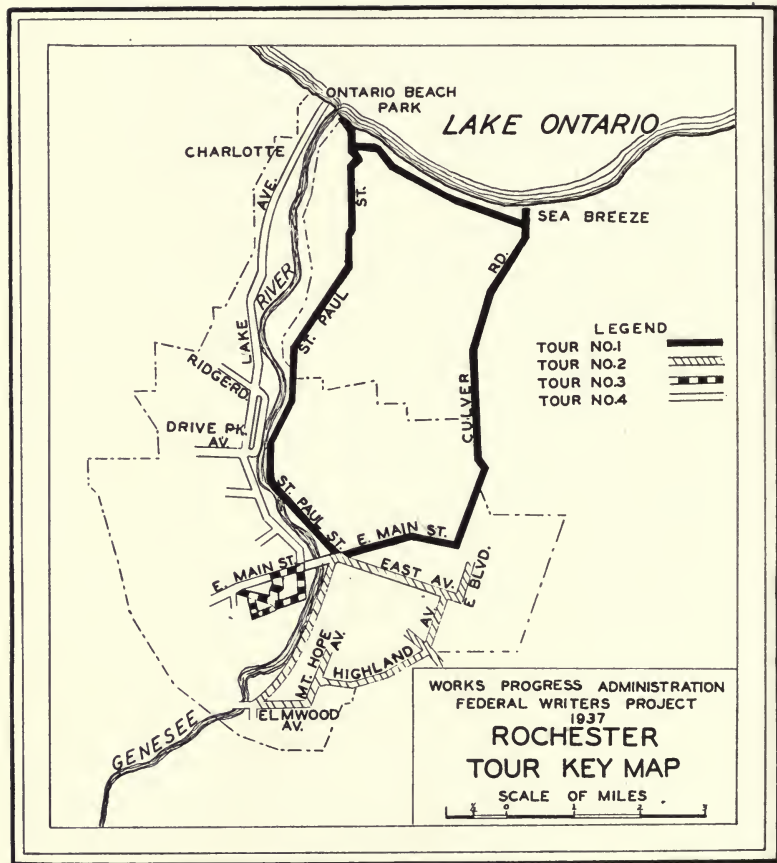 ONTARIO BEACH
PARK
LAKE ONTARIO
CHARLOTTE
AVE.
ST.
SEA BREEZE
RIVER
RD.
ST. PAUL
LAKE
LEGEND
TOUR NO.1
TOUR NO.2
TOUR NO.3
TOUR NO.4
RIDGE RD.
CULVER
DRIVE PK.
AV.
ST. PAUL ST.
E. MAIN ST.
E. MAIN ST.
EAST AV.
E BLVD.
AV.
MT. HOPE
AV.
HIGHLAND
ELMWOOD
AV.
GENESEE
WORKS PROGRESS ADMINISTRATION
FEDERAL WRITERS PROJECT
1937
ROCHESTER
TOUR KEY MAP
SCALE OF MILES
0 1 2 3